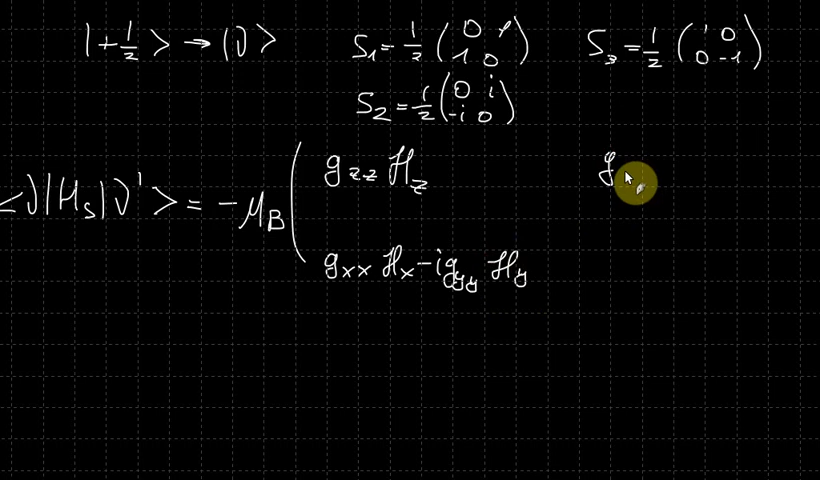 |+1/2> → |ν> S₁=1/2 (0 1 1 0) S₃=1/2 (1 0 0 -1)
S₂=1/2 (0 i -i 0)
g_zz H_z g
<ν|H_S|ν'> = -μ_B (
g_xx H_x - i g_yy H_y